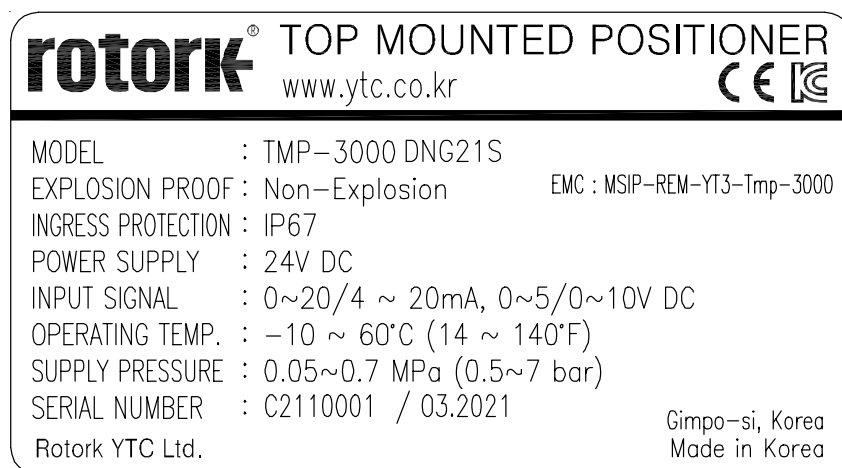 rotork® TOP MOUNTED POSITIONER
www.ytc.co.kr CE
MODEL : TMP-3000 DNG21S
EXPLOSION PROOF : Non-Explosion EMC : MSIP-REM-YT3-Tmp-3000
INGRESS PROTECTION : IP67
POWER SUPPLY : 24V DC
INPUT SIGNAL : 0~20/4 ~ 20mA, 0~5/0~10V DC
OPERATING TEMP. : -10 ~ 60°C (14 ~ 140°F)
SUPPLY PRESSURE : 0.05~0.7 MPa (0.5~7 bar)
SERIAL NUMBER : C2110001 / 03.2021
Gimpo-si, Korea
Rotork YTC Ltd. Made in Korea